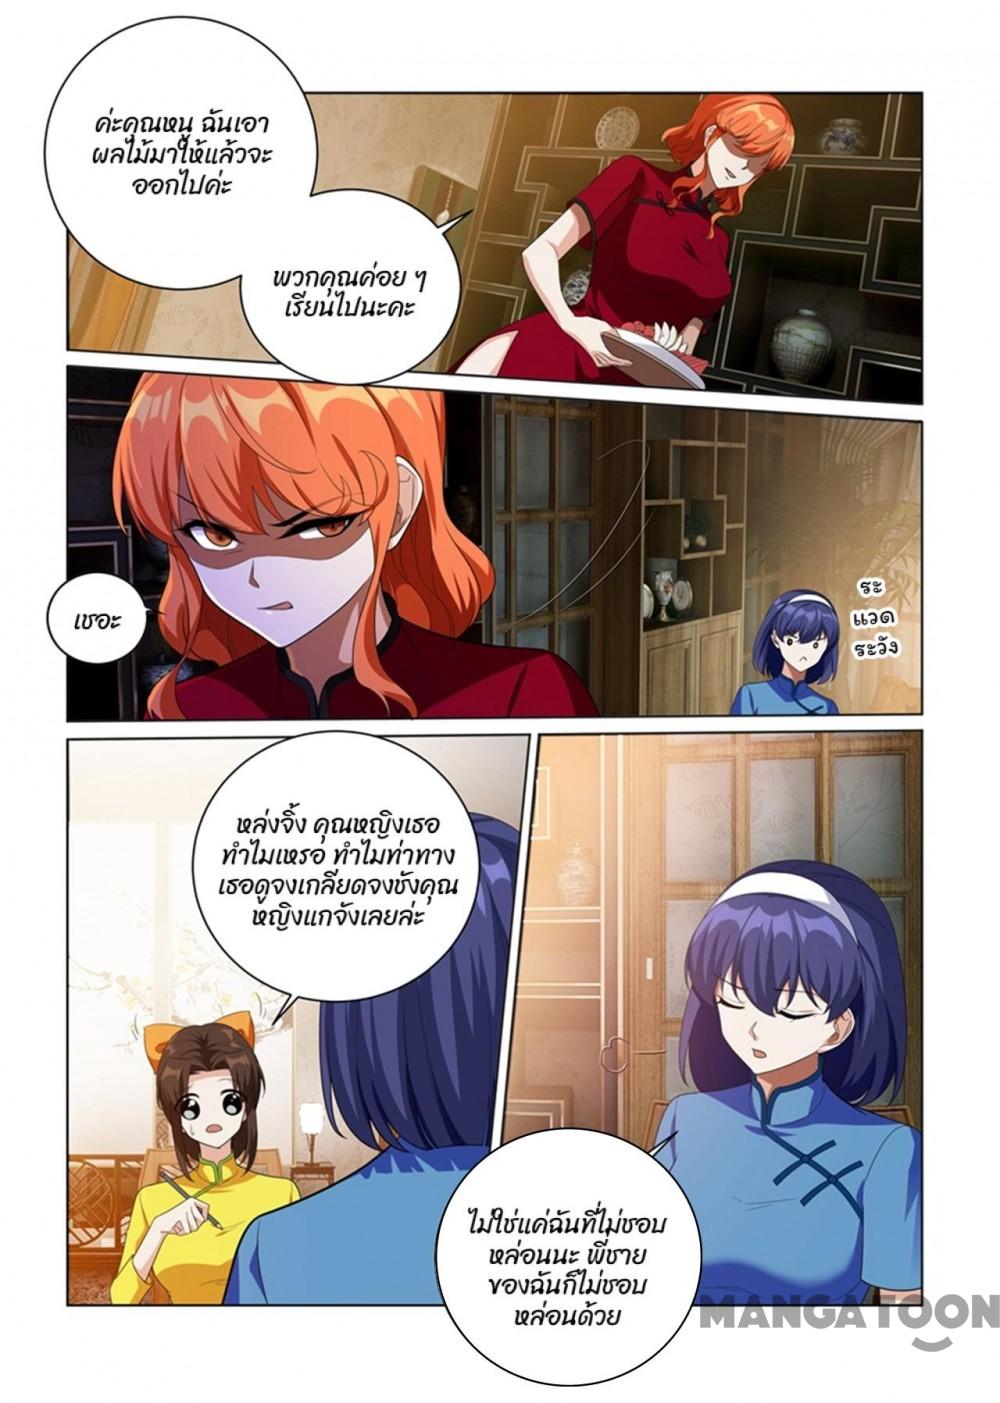 ค่ะคุณหนู ฉันเอา
ผลไม้มาให้แล้วจะ
ออกไปค่ะ
พวกคุณค่อย ๆ
เรียนไปนะคะ
เชอะ
ระ
แวด
ระวัง
หล่งจิ้ง คุณหญิงเธอ
ทำไมเหรอ ทำไมท่าทาง
เธอดูจงเกลียดจงชังคุณ
หญิงแกจังเลยล่ะ
ไม่ใช่แค่ฉันที่ไม่ชอบ
หล่อนนะ พี่ชาย
ของฉันก็ไม่ชอบ
หล่อนด้วย
MANGATOON